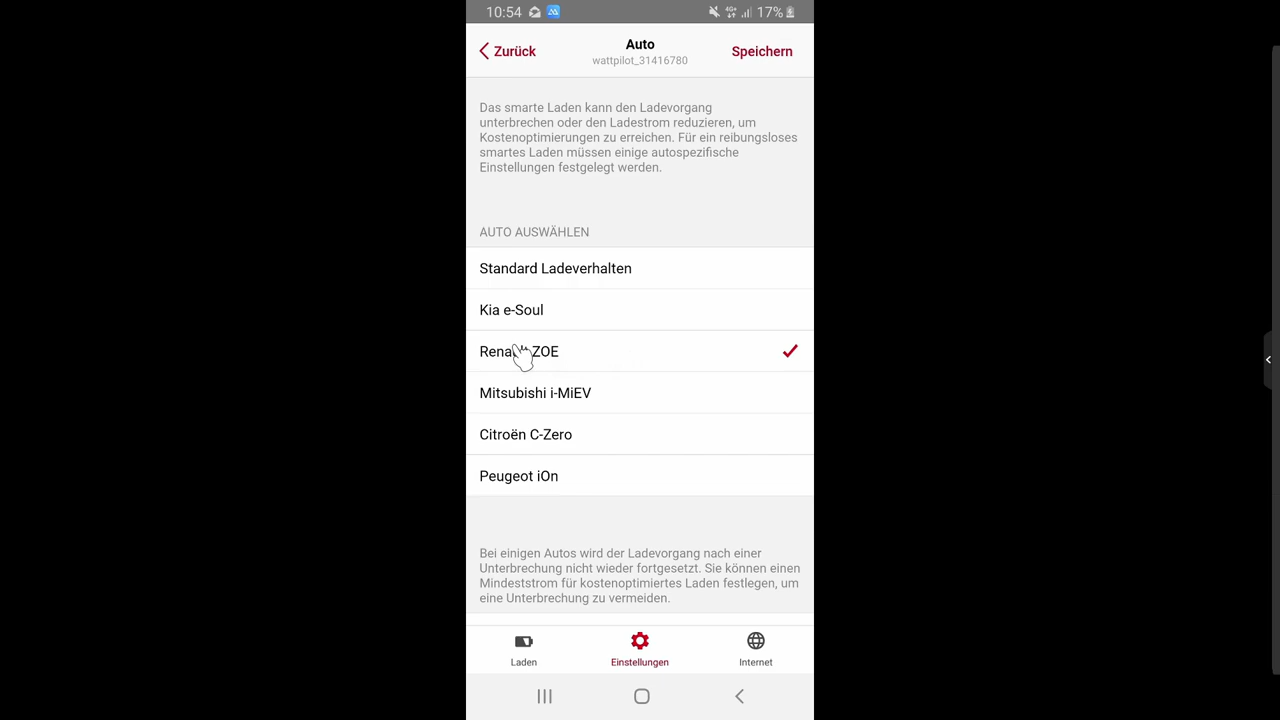 10:54
4G+
17%
Zurück
Auto
wattpilot_31416780
Speichern
Das smarte Laden kann den Ladevorgang
unterbrechen oder den Ladestrom reduzieren, um
Kostenoptimierungen zu erreichen. Für ein reibungsloses
smartes Laden müssen einige autospezifische
Einstellungen festgelegt werden.
AUTO AUSWÄHLEN
Standard Ladeverhalten
Kia e-Soul
Renault ZOE
Mitsubishi i-MiEV
Citroën C-Zero
Peugeot iOn
Bei einigen Autos wird der Ladevorgang nach einer
Unterbrechung nicht wieder fortgesetzt. Sie können einen
Mindeststrom für kostenoptimiertes Laden festlegen, um
eine Unterbrechung zu vermeiden.
Laden
Einstellungen
Internet